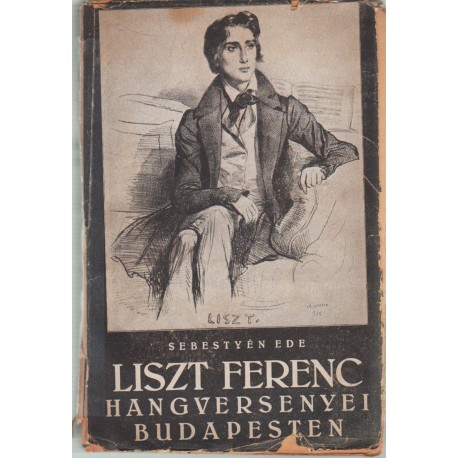 LISZT.
SEBESTYÉN EDE
LISZT FERENC
HANGVERSENYEI
BUDAPESTEN